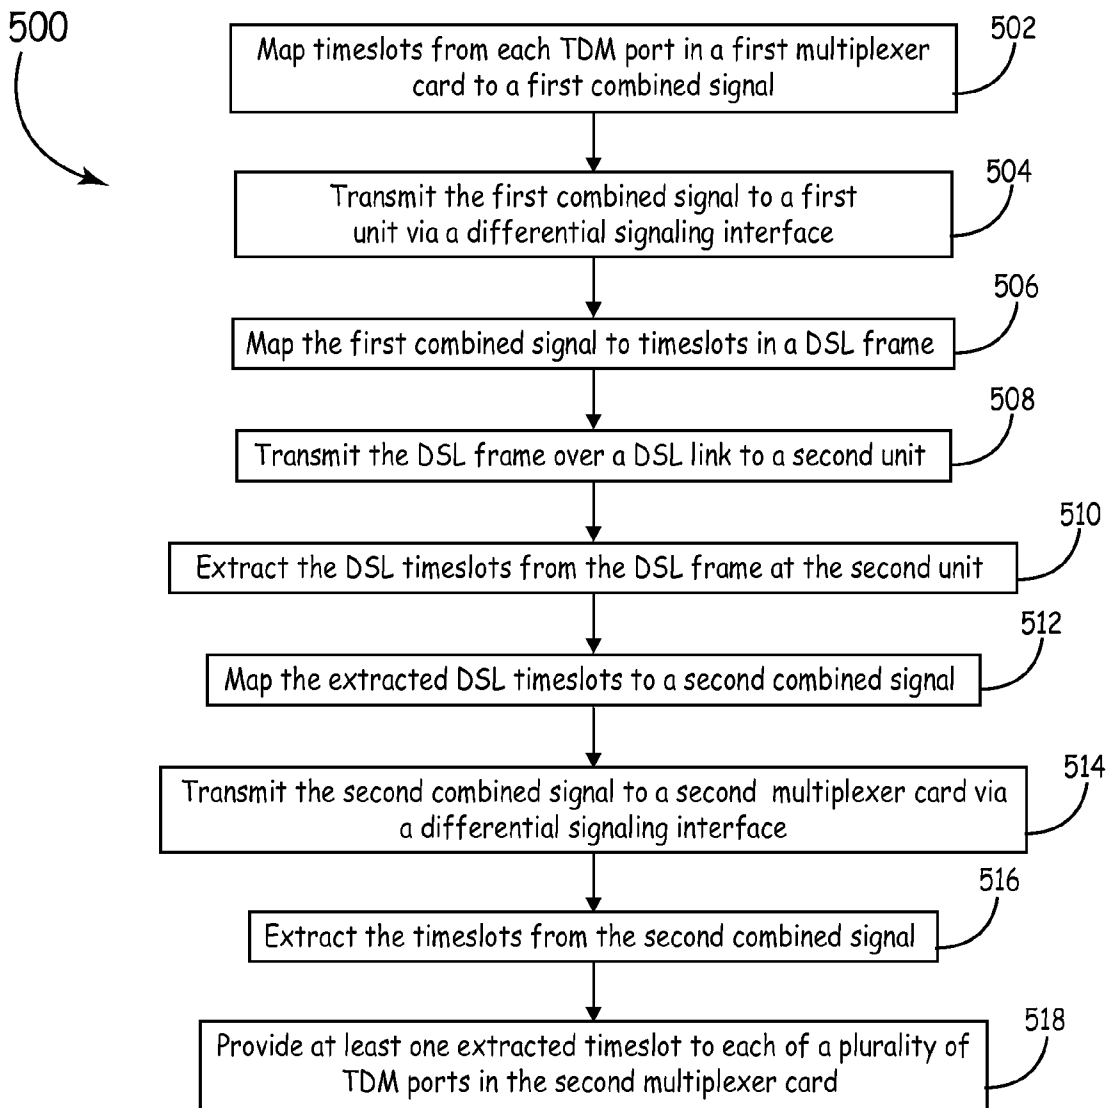 500
502
Map timeslots from each TDM port in a first multiplexer
card to a first combined signal
504
Transmit the first combined signal to a first
unit via a differential signaling interface
506
Map the first combined signal to timeslots in a DSL frame
508
Transmit the DSL frame over a DSL link to a second unit
510
Extract the DSL timeslots from the DSL frame at the second unit
512
Map the extracted DSL timeslots to a second combined signal
514
Transmit the second combined signal to a second multiplexer card via
a differential signaling interface
516
Extract the timeslots from the second combined signal
518
Provide at least one extracted timeslot to each of a plurality of
TDM ports in the second multiplexer card